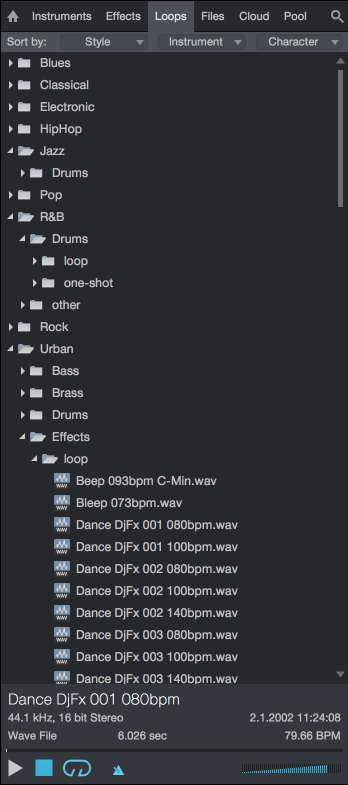 Instruments Effects Loops Files Cloud Pool
Sort by: Style Instrument Character
Blues
Classical
Electronic
HipHop
Jazz
Drums
Pop
R&B
Drums
loop
one-shot
other
Rock
Urban
Bass
Brass
Drums
Effects
loop
Beep 093bpm C-Min.wav
Bleep 073bpm.wav
Dance DjFx 001 080bpm.wav
Dance DjFx 001 100bpm.wav
Dance DjFx 002 080bpm.wav
Dance DjFx 002 100bpm.wav
Dance DjFx 002 140bpm.wav
Dance DjFx 003 080bpm.wav
Dance DjFx 003 100bpm.wav
Dance DjFx 003 140bpm.wav
Dance DjFx 001 080bpm
44.1 kHz, 16 bit Stereo 2.1.2002 11:24:08
Wave File 6.026 sec 79.66 BPM